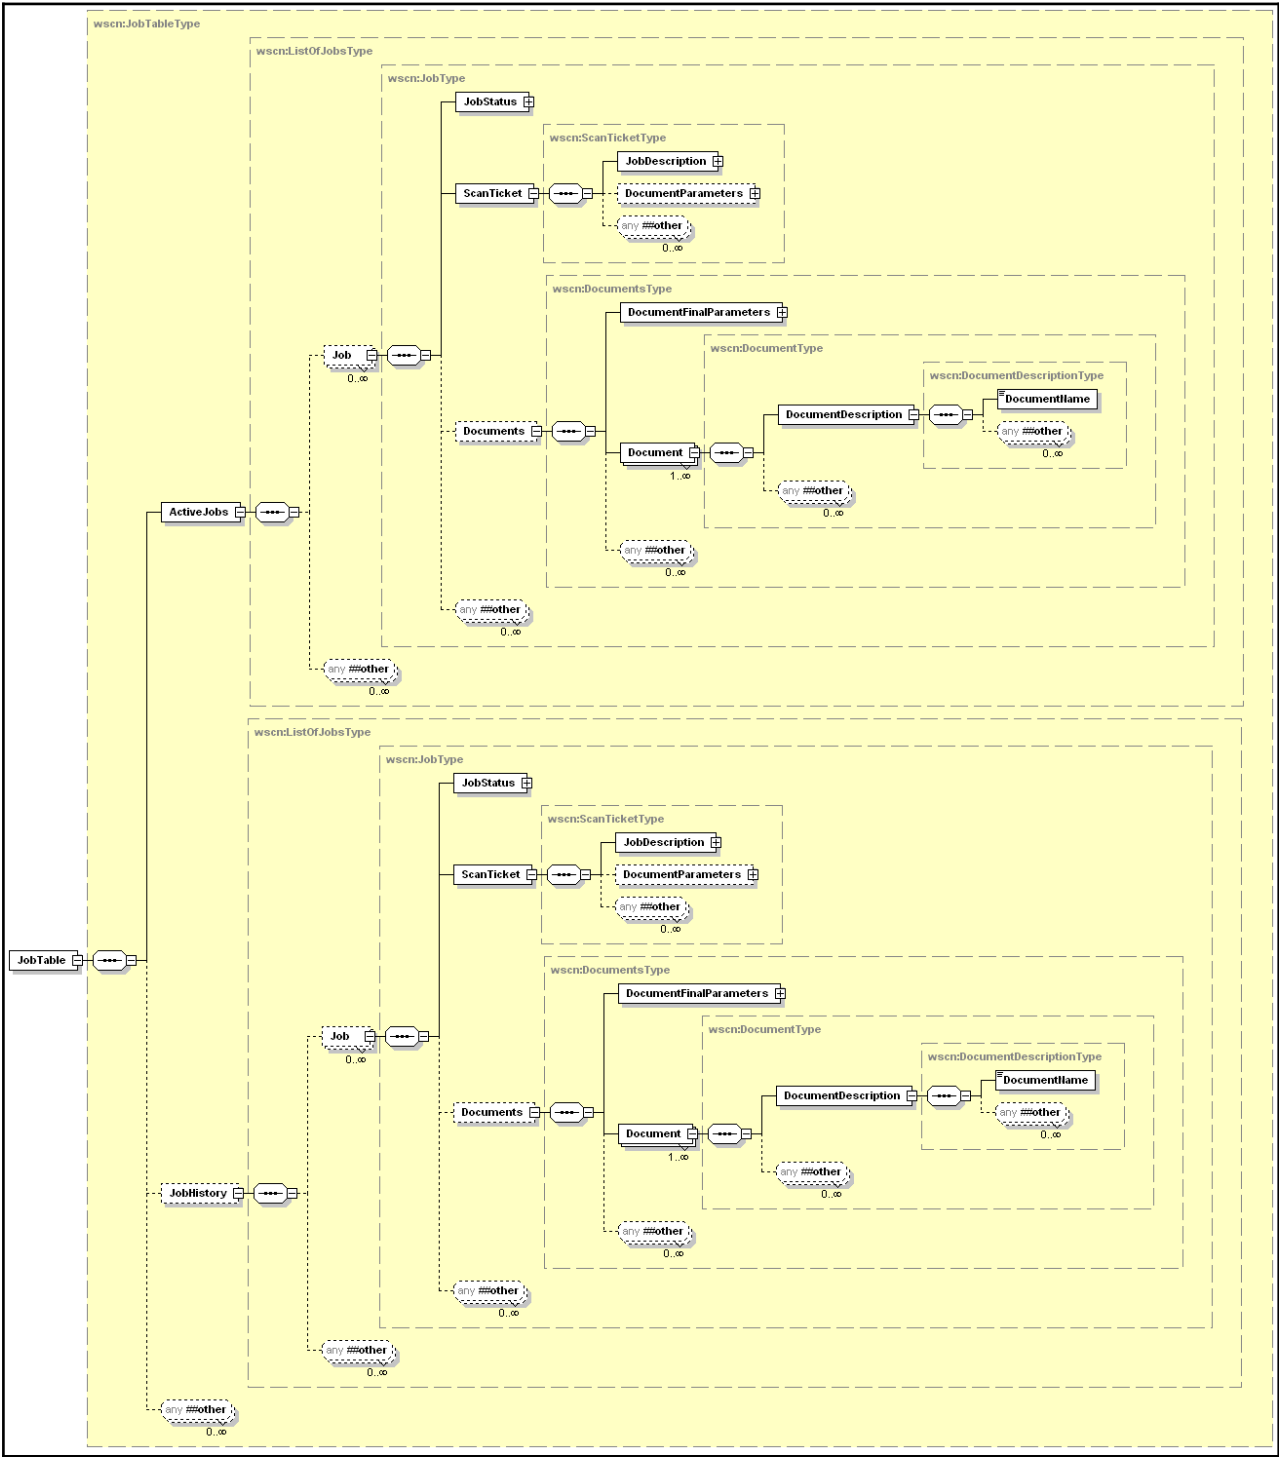 wscn:JobTableType
wscn:ListOfJobsType
wscn:JobType
JobStatus
wscn:ScanTicketType
JobDescription
ScanTicket
DocumentParameters
any ##other
0..∞
wscn:DocumentsType
DocumentFinalParameters
wscn:DocumentType
Job
0..∞
wscn:DocumentDescriptionType
DocumentName
DocumentDescription
any ##other
0..∞
Documents
Document
1..∞
any ##other
0..∞
ActiveJobs
any ##other
0..∞
any ##other
0..∞
any ##other
0..∞
wscn:ListOfJobsType
wscn:JobType
JobStatus
wscn:ScanTicketType
JobDescription
ScanTicket
DocumentParameters
any ##other
0..∞
JobTable
wscn:DocumentsType
DocumentFinalParameters
wscn:DocumentType
Job
0..∞
wscn:DocumentDescriptionType
DocumentName
DocumentDescription
any ##other
0..∞
Documents
Document
1..∞
any ##other
0..∞
JobHistory
any ##other
0..∞
any ##other
0..∞
any ##other
0..∞
any ##other
0..∞